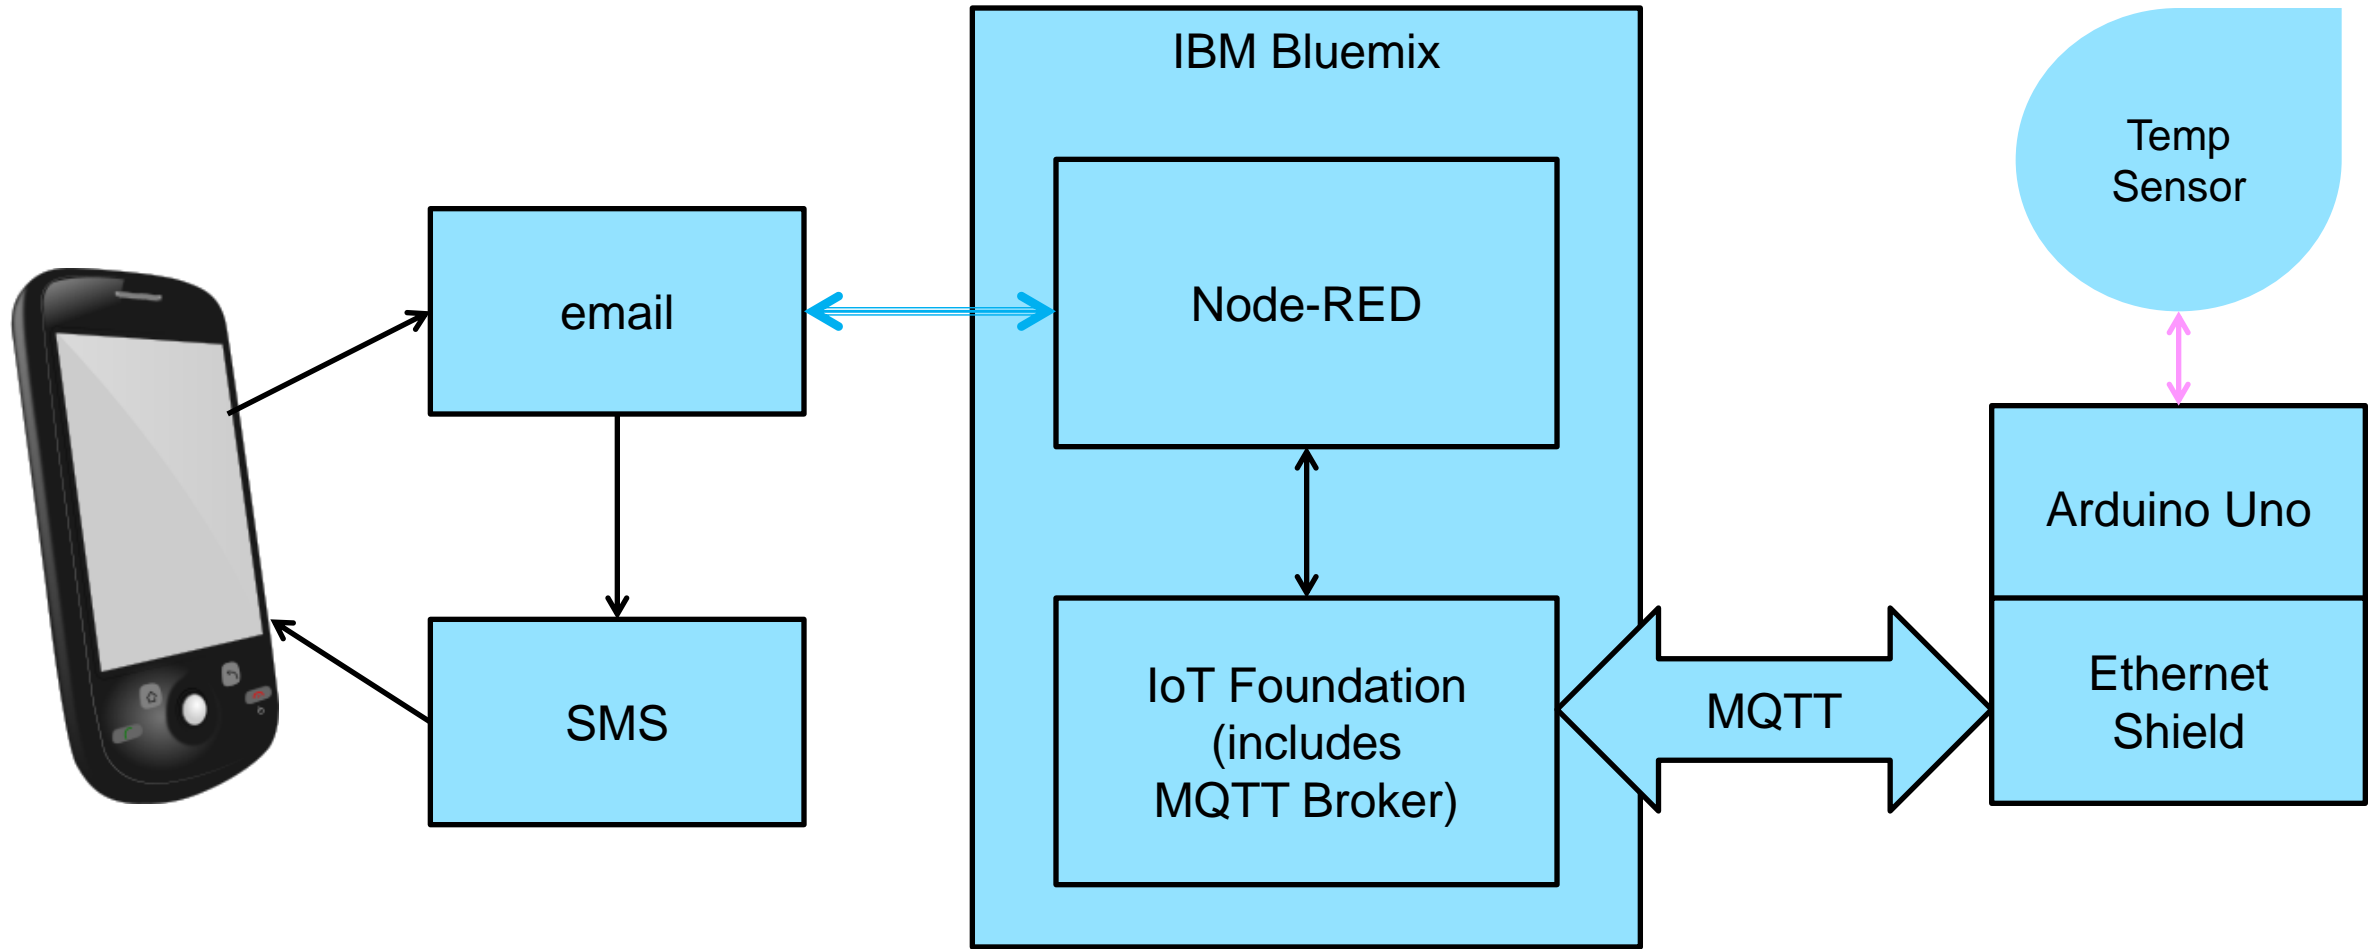 IBM Bluemix
Temp
Sensor
email
Node-RED
Arduino Uno
SMS
IoT Foundation
(includes
MQTT Broker)
MQTT
Ethernet
Shield